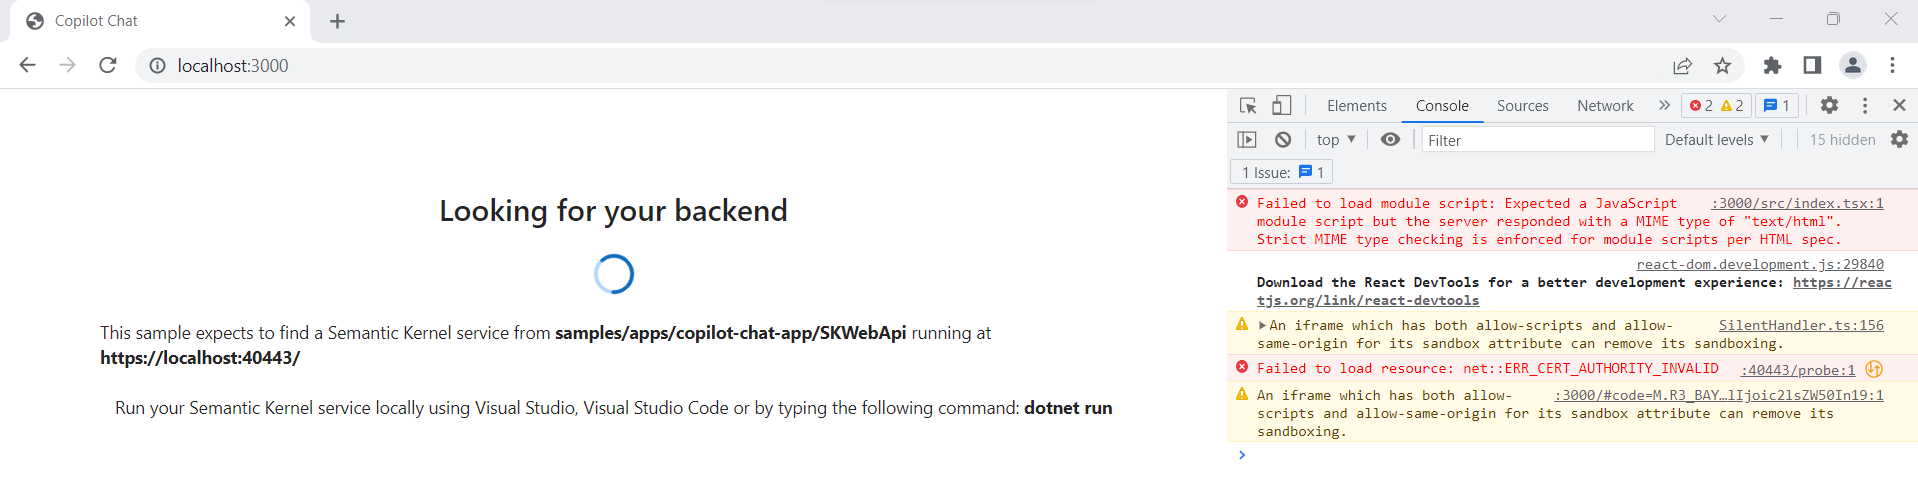 Copilot Chat
localhost:3000
Elements Console Sources Network 2 2 1
top Filter Default levels 15 hidden
1 Issue: 1
Looking for your backend
This sample expects to find a Semantic Kernel service from samples/apps/copilot-chat-app/SKWebApi running at
https://localhost:40443/
Run your Semantic Kernel service locally using Visual Studio, Visual Studio Code or by typing the following command: dotnet run
Failed to load module script: Expected a JavaScript :3000/src/index.tsx:1
module script but the server responded with a MIME type of "text/html".
Strict MIME type checking is enforced for module scripts per HTML spec.
react-dom.development.js:29840
Download the React DevTools for a better development experience: https://reac
tjs.org/link/react-devtools
An iframe which has both allow-scripts and allow- SilentHandler.ts:156
same-origin for its sandbox attribute can remove its sandboxing.
Failed to load resource: net::ERR_CERT_AUTHORITY_INVALID :40443/probe:1
An iframe which has both allow- :3000/#code=M.R3_BAY…lIjoic2lsZW50In19:1
scripts and allow-same-origin for its sandbox attribute can remove its
sandboxing.